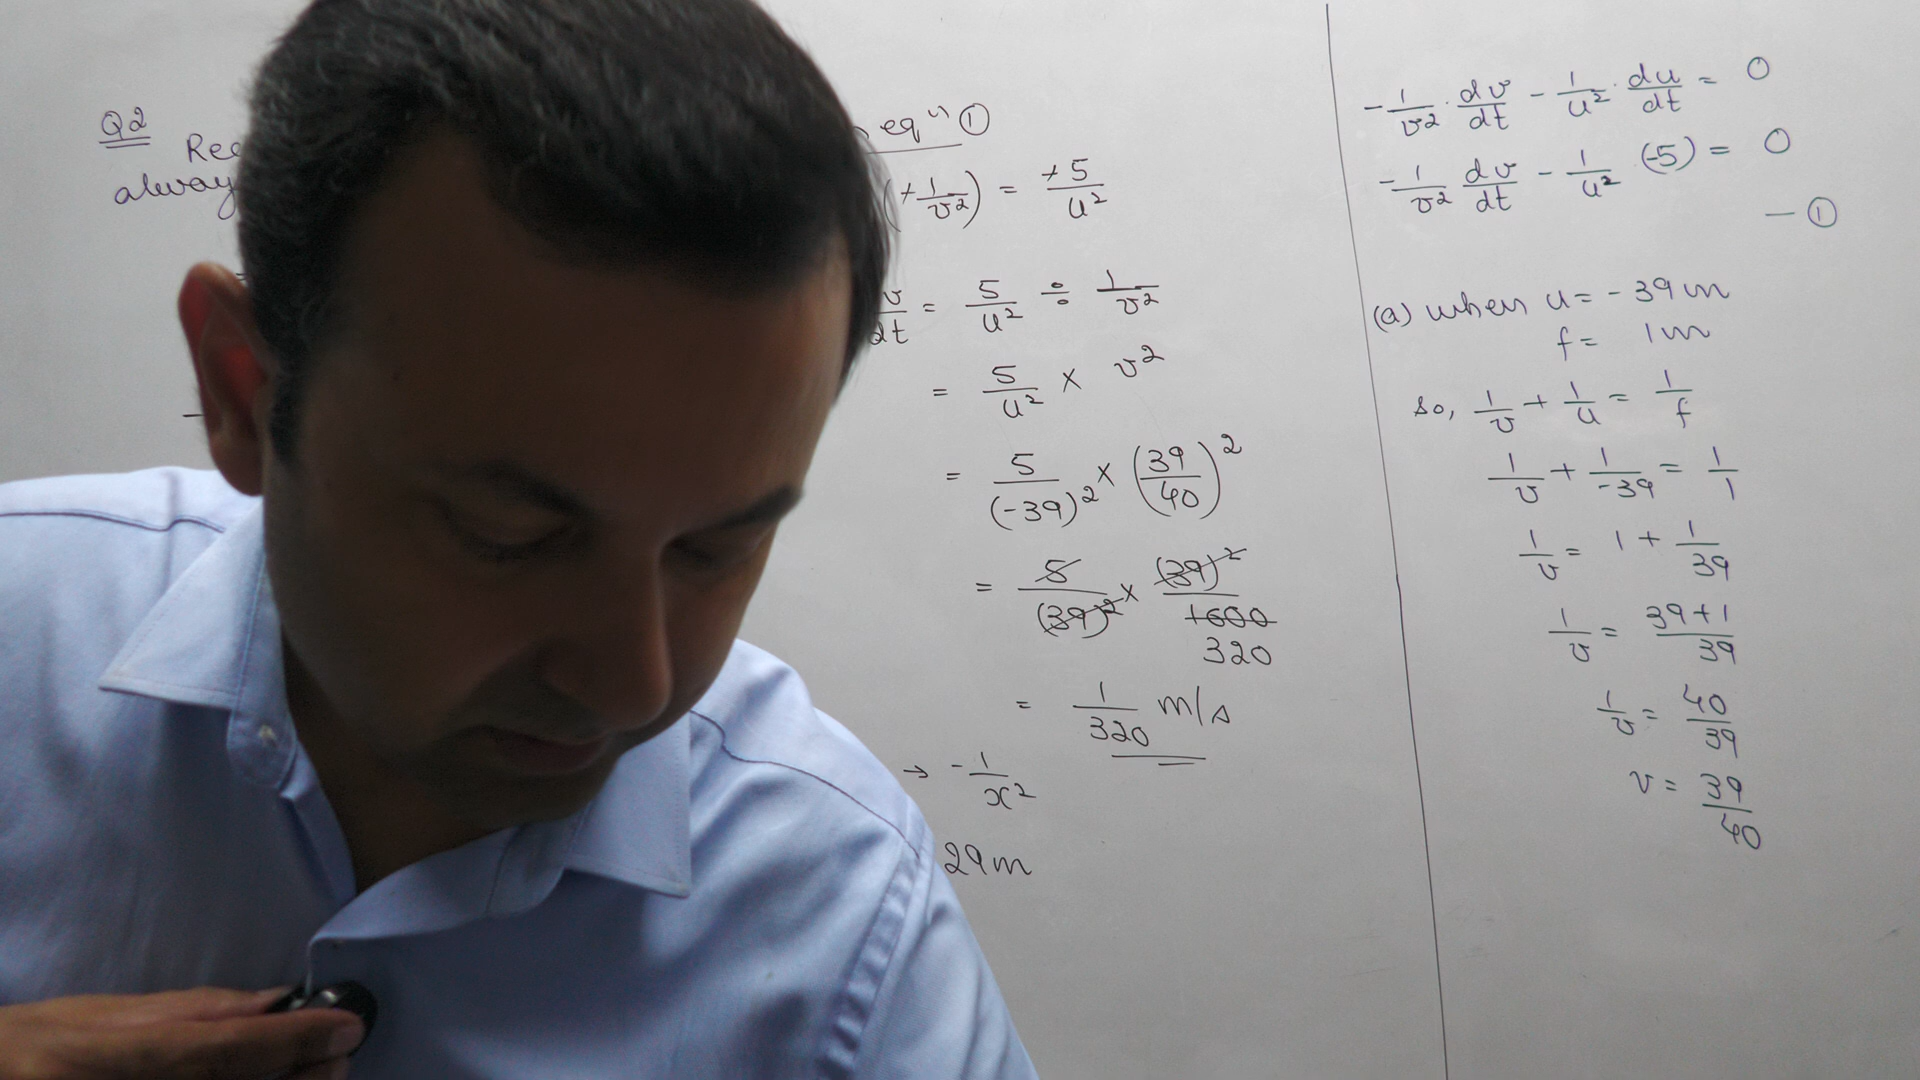 Q2
eqⁿ ①
(+1/v²) = +5/u²
= 5/u² ÷ 1/v²
dt
= 5/u² × v²
= 5/(-39)² × (39/40)²
= 5/(39)² × (39)²/1600
320
= 1/320 m/s
→ -1/x²
29m
-1/v² · dv/dt - 1/u² · du/dt = 0
-1/v² dv/dt - 1/u² (-5) = 0
— ①
(a) when u = -39m
f = 1m
so, 1/v + 1/u = 1/f
1/v + 1/-39 = 1/1
1/v = 1 + 1/39
1/v = 39+1/39
1/v = 40/39
v = 39/40